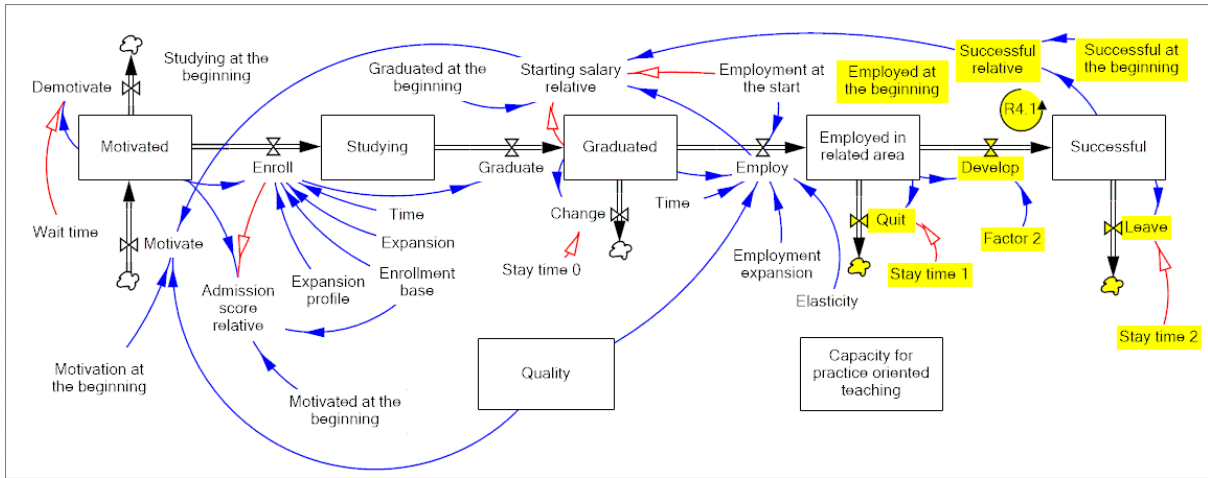 Studying at the
beginning
Demotivate
Graduated at the
beginning
Starting salary
relative
Employment at
the start
Employed at
the beginning
Successful
relative
Successful at
the beginning
R4.1
Motivated
Studying
Graduated
Employed in
related area
Successful
Enroll
Graduate
Employ
Develop
Wait time
Motivate
Time
Expansion
Enrollment
base
Expansion
profile
Admission
score
relative
Change
Stay time 0
Time
Employment
expansion
Elasticity
Quit
Stay time 1
Factor 2
Leave
Stay time 2
Motivation at
the beginning
Motivated at the
beginning
Quality
Capacity for
practice oriented
teaching